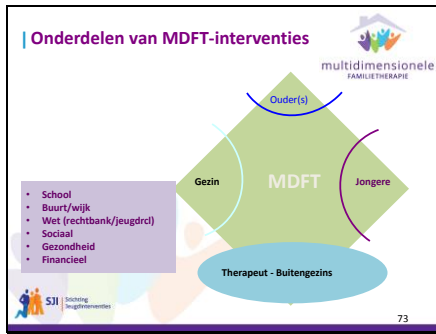 Onderdelen van MDFT-interventies
multidimensionele
FAMILIETHERAPIE
Ouder(s)
Gezin
MDFT
Jongere
• School
• Buurt/wijk
• Wet (rechtbank/jeugdrcl)
• Sociaal
• Gezondheid
• Financieel
Therapeut - Buitengezins
SJI
Stichting
JeugdInterventies
73